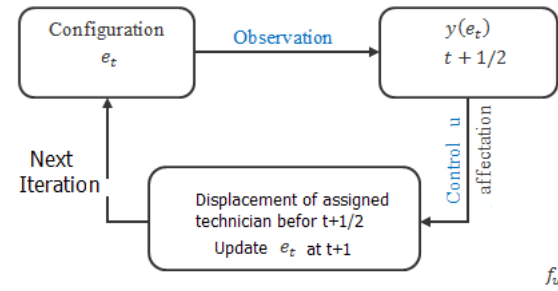 Configuration
e_t
Observation
y(e_t)
t + 1/2
Control u
affectation
Displacement of assigned
technician befor t+1/2
Update e_t at t+1
Next
Iteration